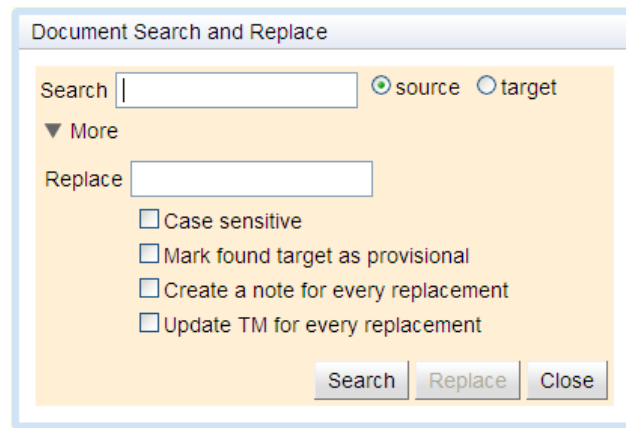 Document Search and Replace
Search source target
More
Replace
Case sensitive
Mark found target as provisional
Create a note for every replacement
Update TM for every replacement
Search Replace Close